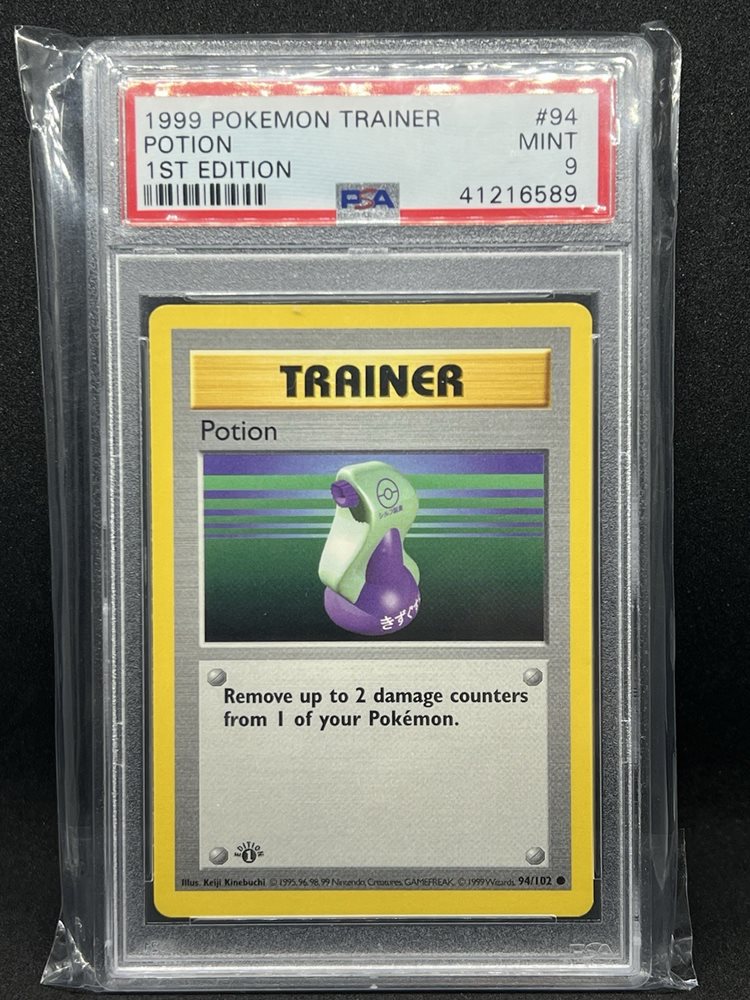 1999 POKEMON TRAINER #94
POTION MINT
1ST EDITION 9
PSA 41216589
TRAINER
Potion
きずぐす
Remove up to 2 damage counters
from 1 of your Pokémon.
EDITION
1
Illus. Keiji Kinebuchi © 1995, 96, 98, 99 Nintendo, Creatures, GAMEFREAK. © 1999 Wizards. 94/102
PSA